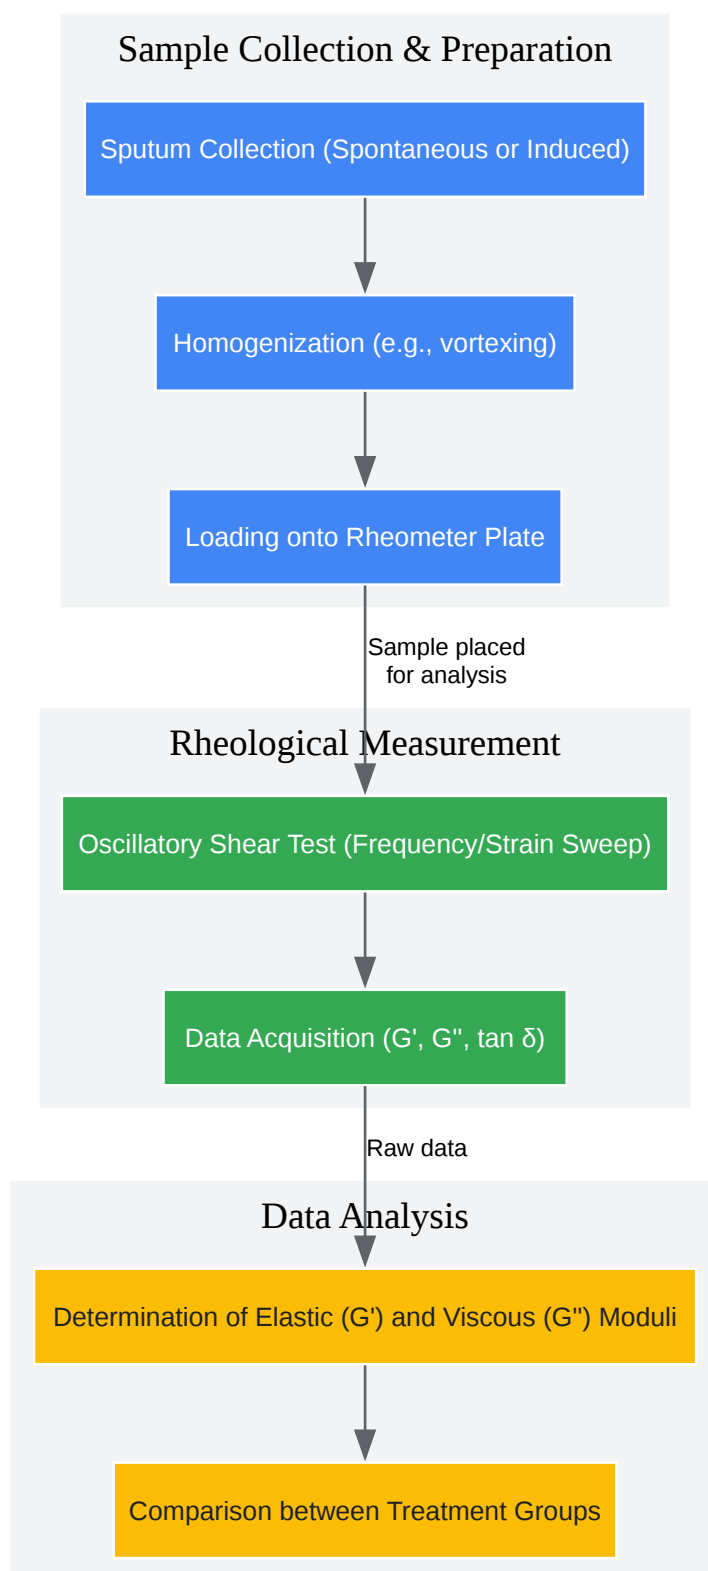 Sample Collection & Preparation
Sputum Collection (Spontaneous or Induced)
Homogenization (e.g., vortexing)
Loading onto Rheometer Plate
Sample placed
for analysis
Rheological Measurement
Oscillatory Shear Test (Frequency/Strain Sweep)
Data Acquisition (G', G'', tan δ)
Raw data
Data Analysis
Determination of Elastic (G') and Viscous (G'') Moduli
Comparison between Treatment Groups